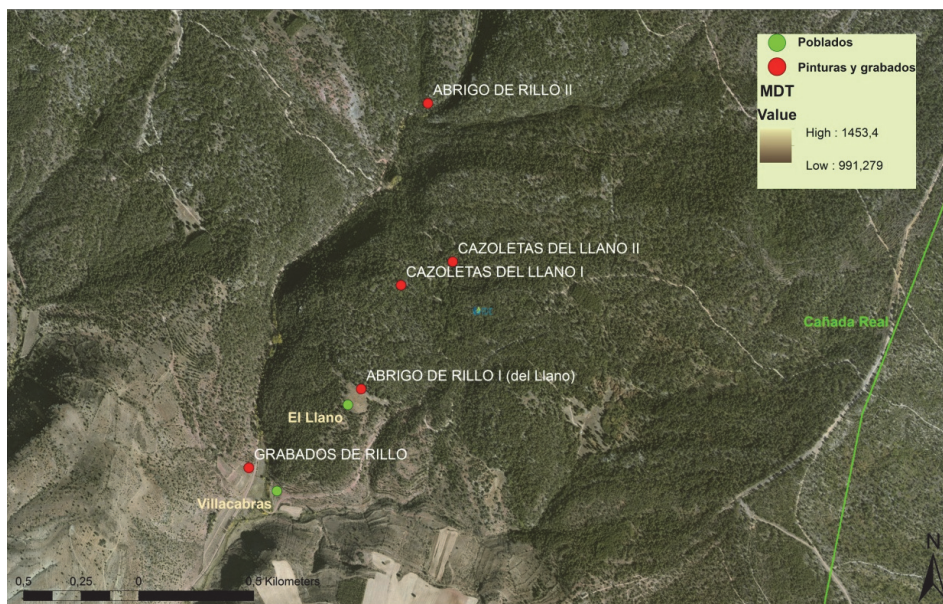 Poblados
Pinturas y grabados
MDT
Value
High : 1453,4
Low : 991,279
ABRIGO DE RILLO II
CAZOLETAS DEL LLANO II
CAZOLETAS DEL LLANO I
Cañada Real
ABRIGO DE RILLO I (del Llano)
El Llano
GRABADOS DE RILLO
Villacabras
N
0,5 0,25 0 0,5 Kilometers